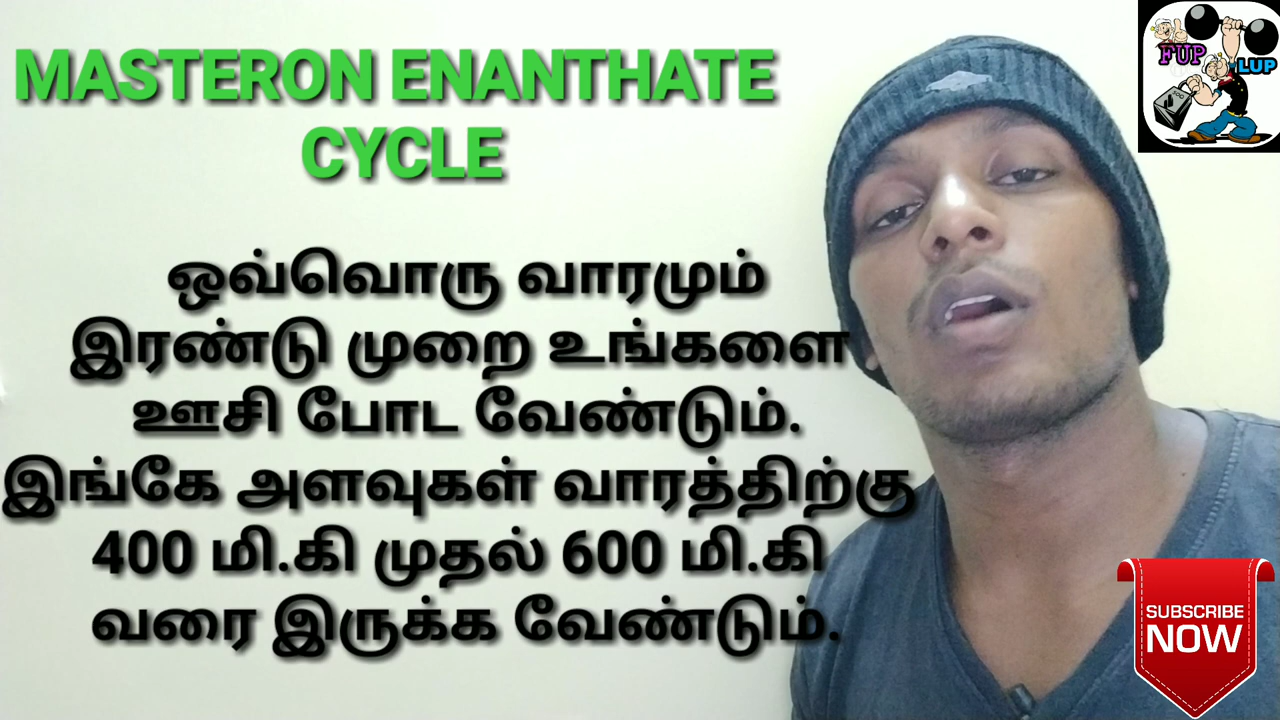 MASTERON ENANTHATE
CYCLE
FUP
LUP
ஒவ்வொரு வாரமும்
இரண்டு முறை உங்களை
ஊசி போட வேண்டும்.
இங்கே அளவுகள் வாரத்திற்கு
400 மி.கி முதல் 600 மி.கி
வரை இருக்க வேண்டும்.
SUBSCRIBE
NOW